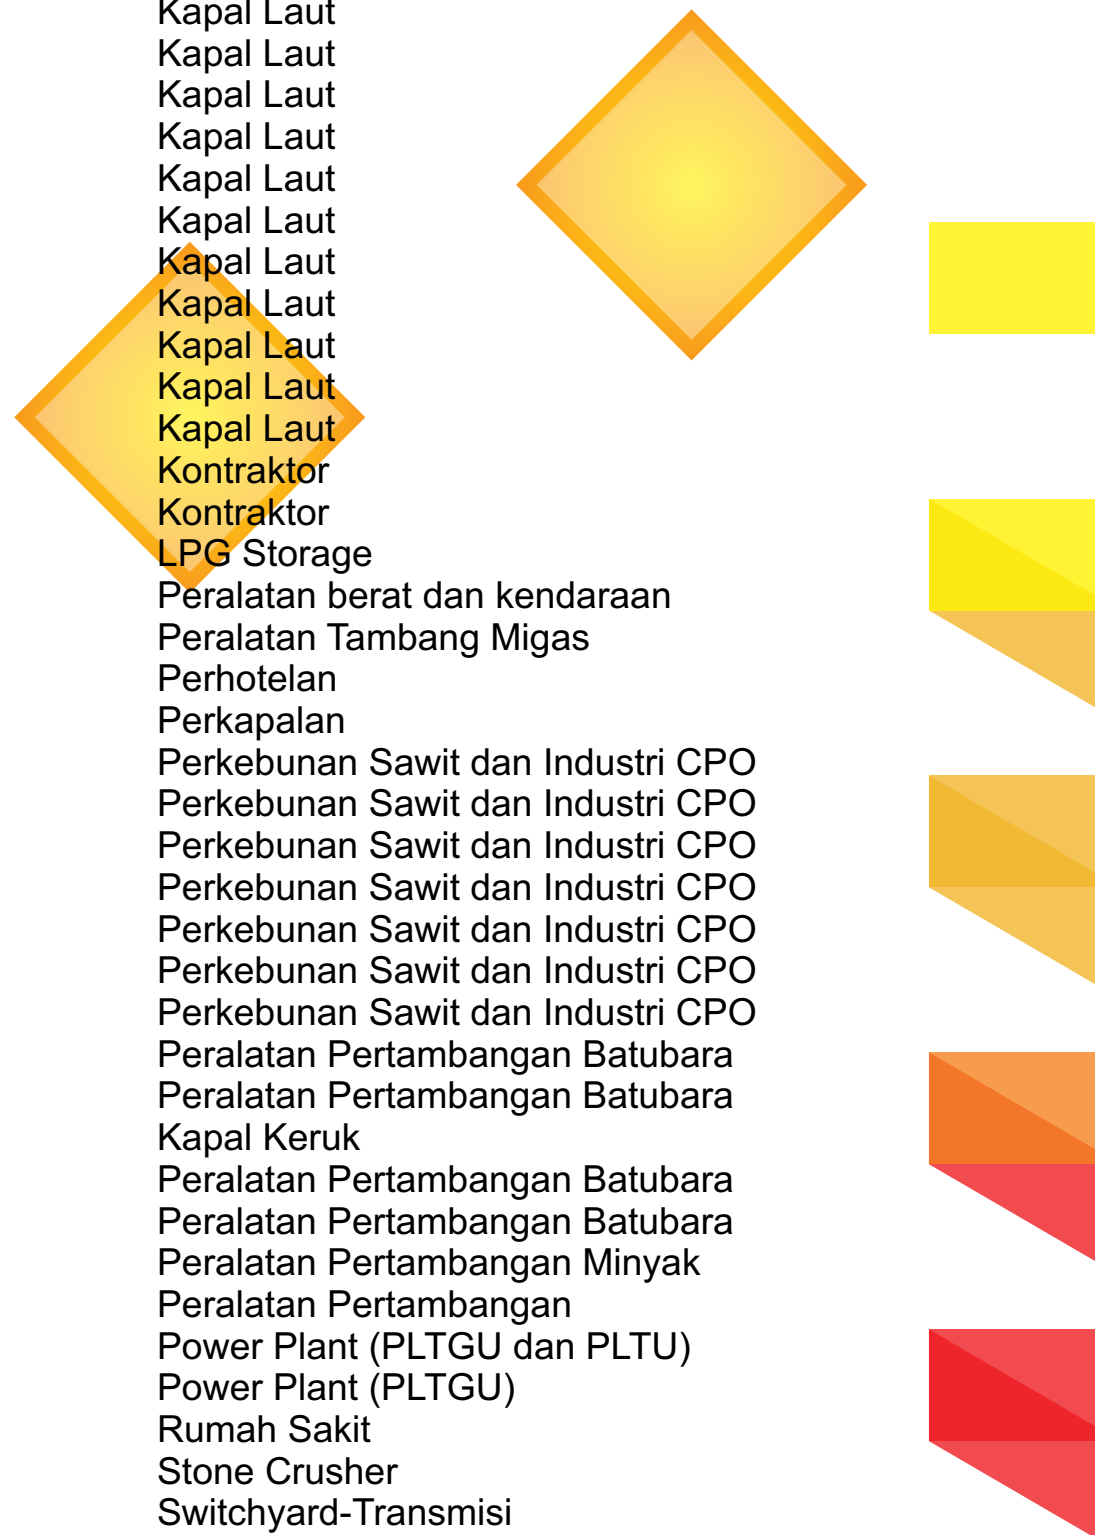 Kapal Laut
Kapal Laut
Kapal Laut
Kapal Laut
Kapal Laut
Kapal Laut
Kapal Laut
Kapal Laut
Kapal Laut
Kapal Laut
Kapal Laut
Kontraktor
Kontraktor
LPG Storage
Peralatan berat dan kendaraan
Peralatan Tambang Migas
Perhotelan
Perkapalan
Perkebunan Sawit dan Industri CPO
Perkebunan Sawit dan Industri CPO
Perkebunan Sawit dan Industri CPO
Perkebunan Sawit dan Industri CPO
Perkebunan Sawit dan Industri CPO
Perkebunan Sawit dan Industri CPO
Perkebunan Sawit dan Industri CPO
Peralatan Pertambangan Batubara
Peralatan Pertambangan Batubara
Kapal Keruk
Peralatan Pertambangan Batubara
Peralatan Pertambangan Batubara
Peralatan Pertambangan Minyak
Peralatan Pertambangan
Power Plant (PLTGU dan PLTU)
Power Plant (PLTGU)
Rumah Sakit
Stone Crusher
Switchyard-Transmisi